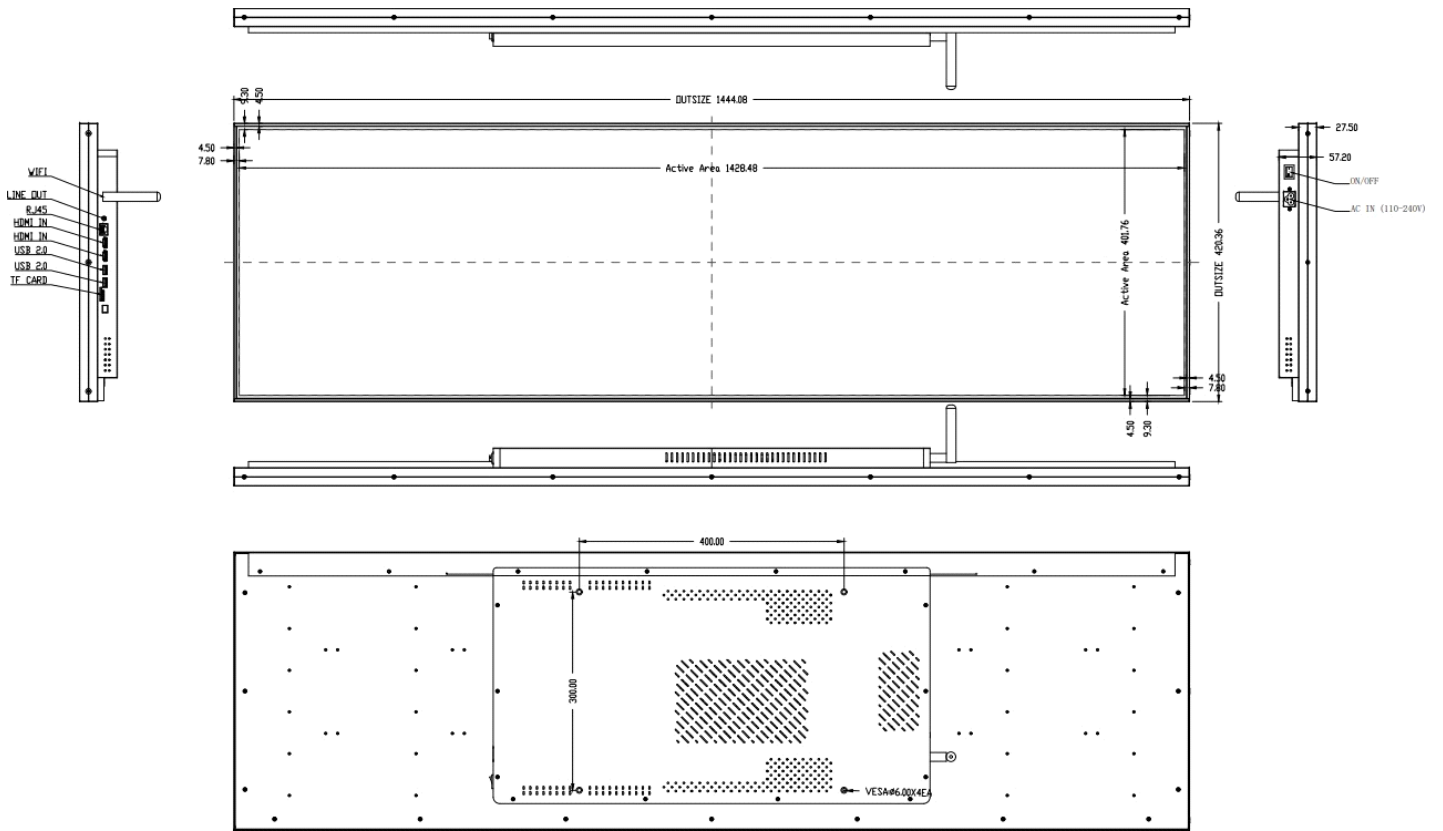 OUTSIZE 1444.08
9.30
4.50
4.50
7.80
Active Area 1428.48
Active Area 401.76
OUTSIZE 420.36
4.50
7.80
4.50
9.30
WIFI
LINE OUT
RJ45
HDMI IN
HDMI IN
USB 2.0
USB 2.0
TF CARD
27.50
57.20
ON/OFF
AC IN (110-240V)
400.00
300.00
VESA⌀6.00X4EA